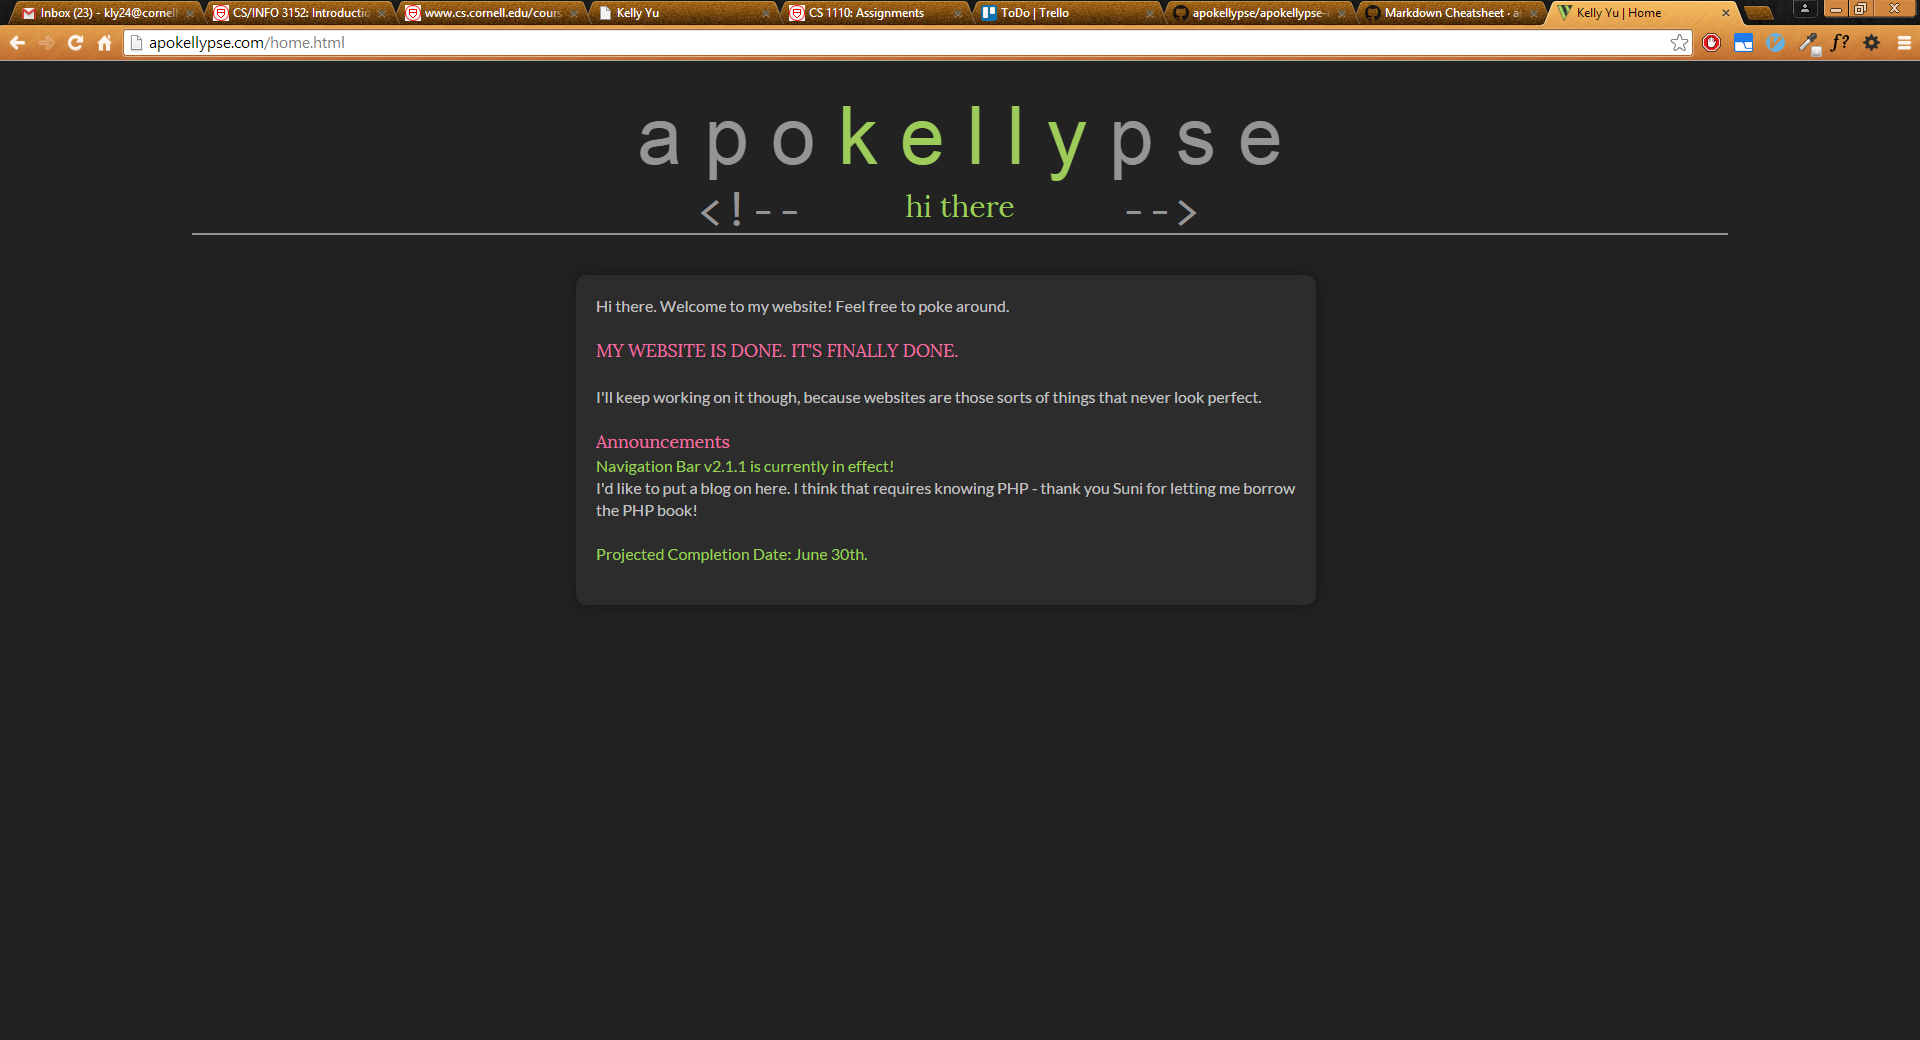 Inbox (23) - kly24@cornell
CS/INFO 3152: Introductio
www.cs.cornell.edu/cours
Kelly Yu
CS 1110: Assignments
ToDo | Trello
apokellypse/apokellypse-
Markdown Cheatsheet · a
Kelly Yu | Home
apokellypse.com/home.html
f?
apokellypse
<!-- hi there -->
Hi there. Welcome to my website! Feel free to poke around.
MY WEBSITE IS DONE. IT'S FINALLY DONE.
I'll keep working on it though, because websites are those sorts of things that never look perfect.
Announcements
Navigation Bar v2.1.1 is currently in effect!
I'd like to put a blog on here. I think that requires knowing PHP - thank you Suni for letting me borrow
the PHP book!
Projected Completion Date: June 30th.